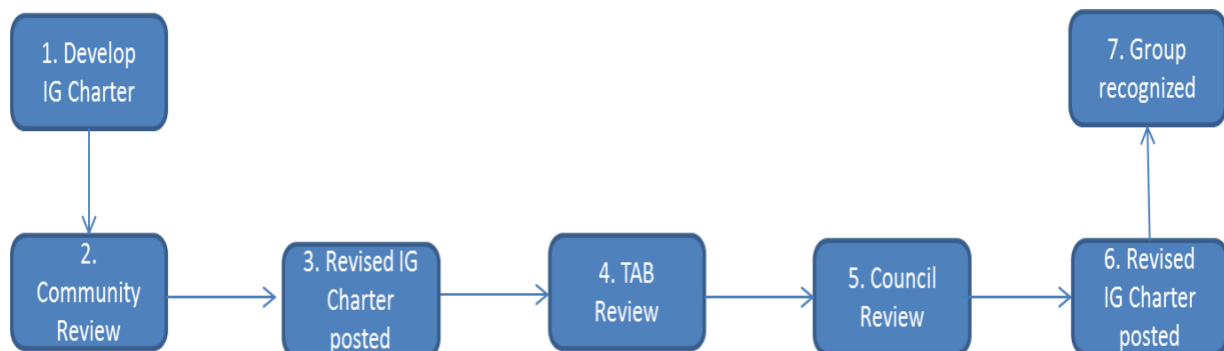 1. Develop
IG Charter
2.
Community
Review
3. Revised IG
Charter
posted
4. TAB
Review
5. Council
Review
6. Revised
IG Charter
posted
7. Group
recognized